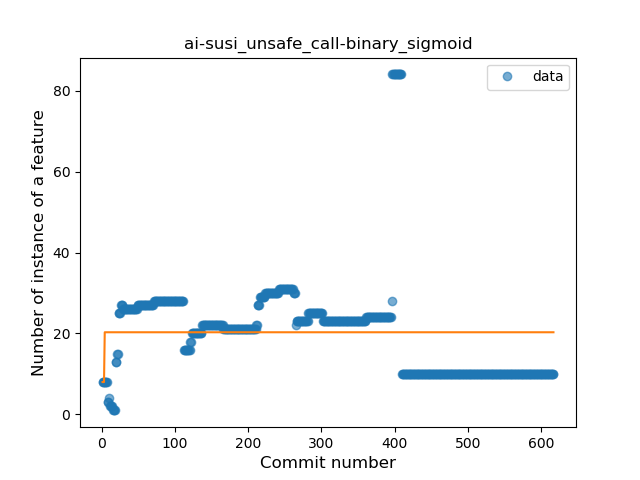 ai-susi_unsafe_call-binary_sigmoid
data
Number of instance of a feature
80
60
40
20
0
0 100 200 300 400 500 600
Commit number